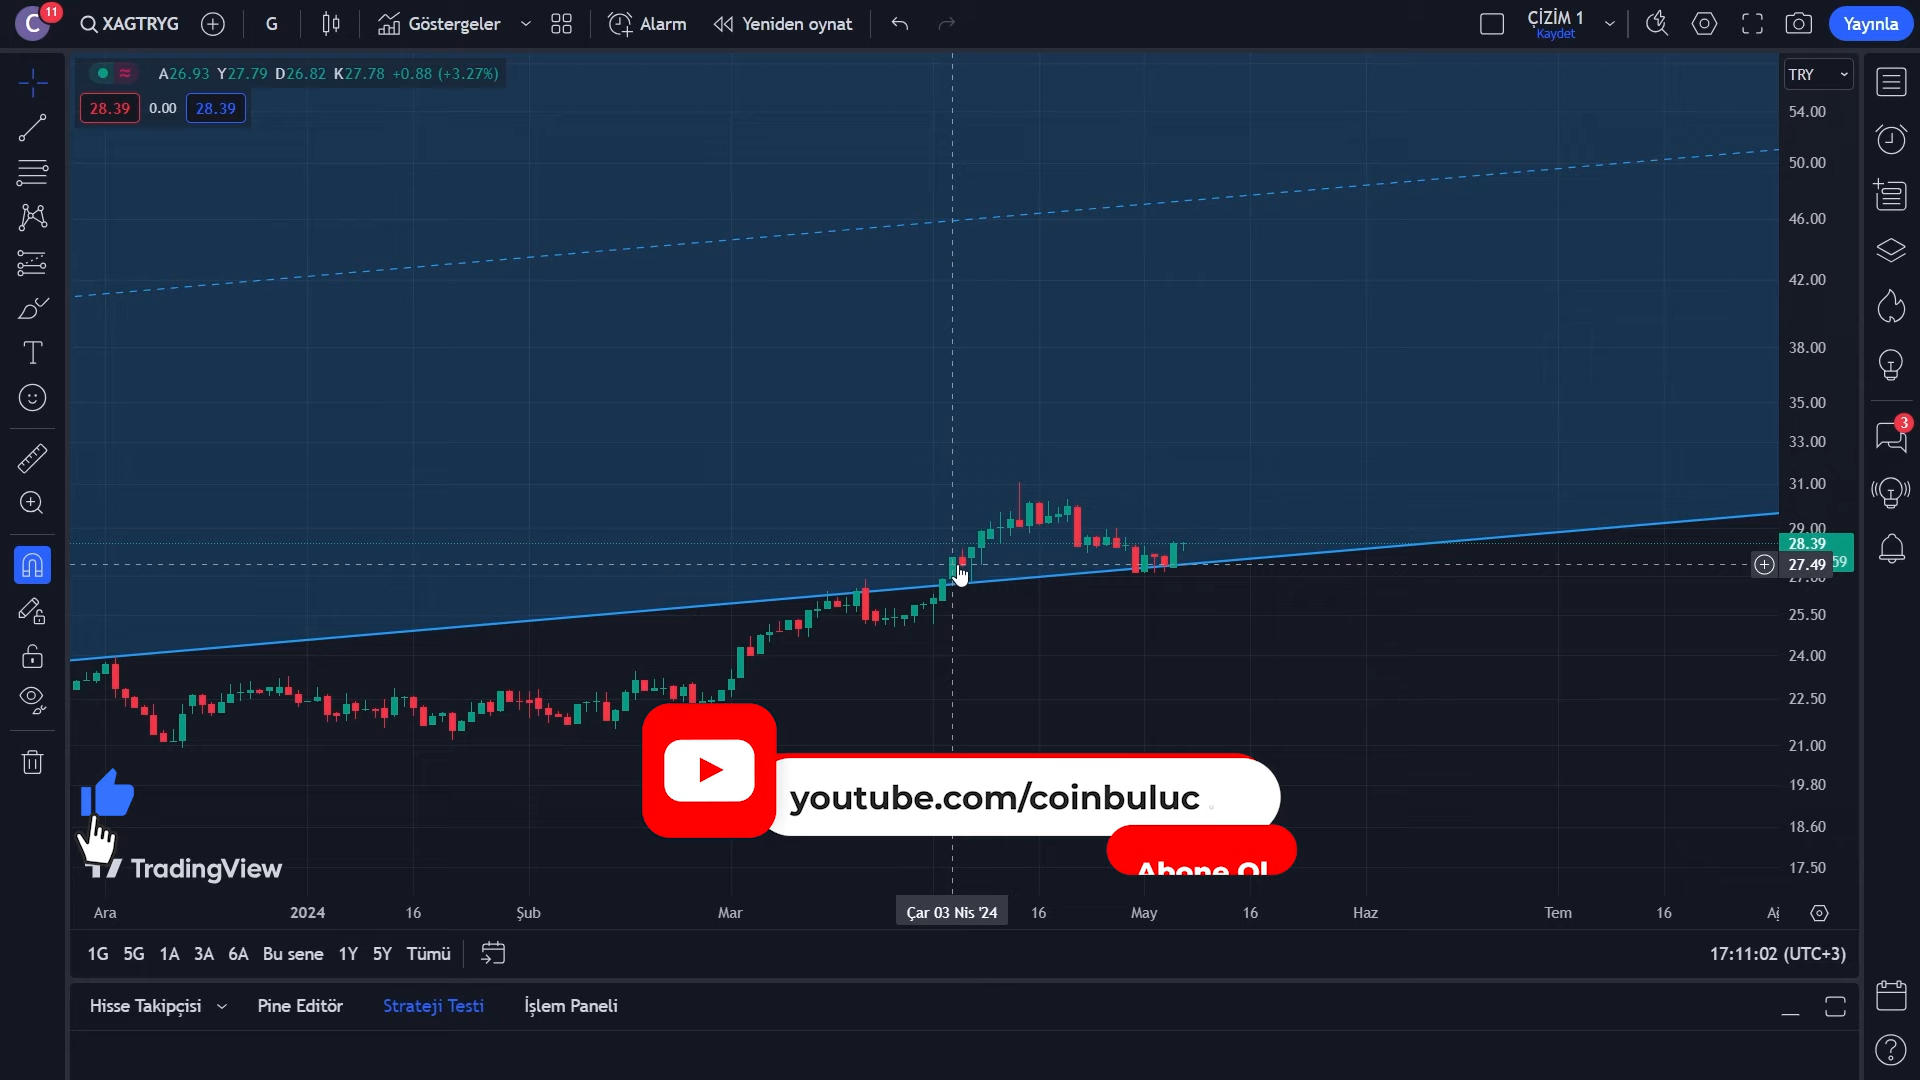 C 11 XAGTRYG G Göstergeler Alarm Yeniden oynat ÇİZİM 1 Kaydet Yayınla
A26.93 Y27.79 D26.82 K27.78 +0.88 (+3.27%)
TRY
28.39 0.00 28.39
54.00
50.00
46.00
42.00
38.00
35.00
33.00
3
31.00
29.00
28.39
27.49 59
25.50
24.00
22.50
21.00
19.80
18.60
17.50
youtube.com/coinbuluc
Abone Ol
TradingView
Ara 2024 16 Şub Mar Çar 03 Nis '24 16 May 16 Haz Tem 16
1G 5G 1A 3A 6A Bu sene 1Y 5Y Tümü 17:11:02 (UTC+3)
Hisse Takipçisi Pine Editör Strateji Testi İşlem Paneli